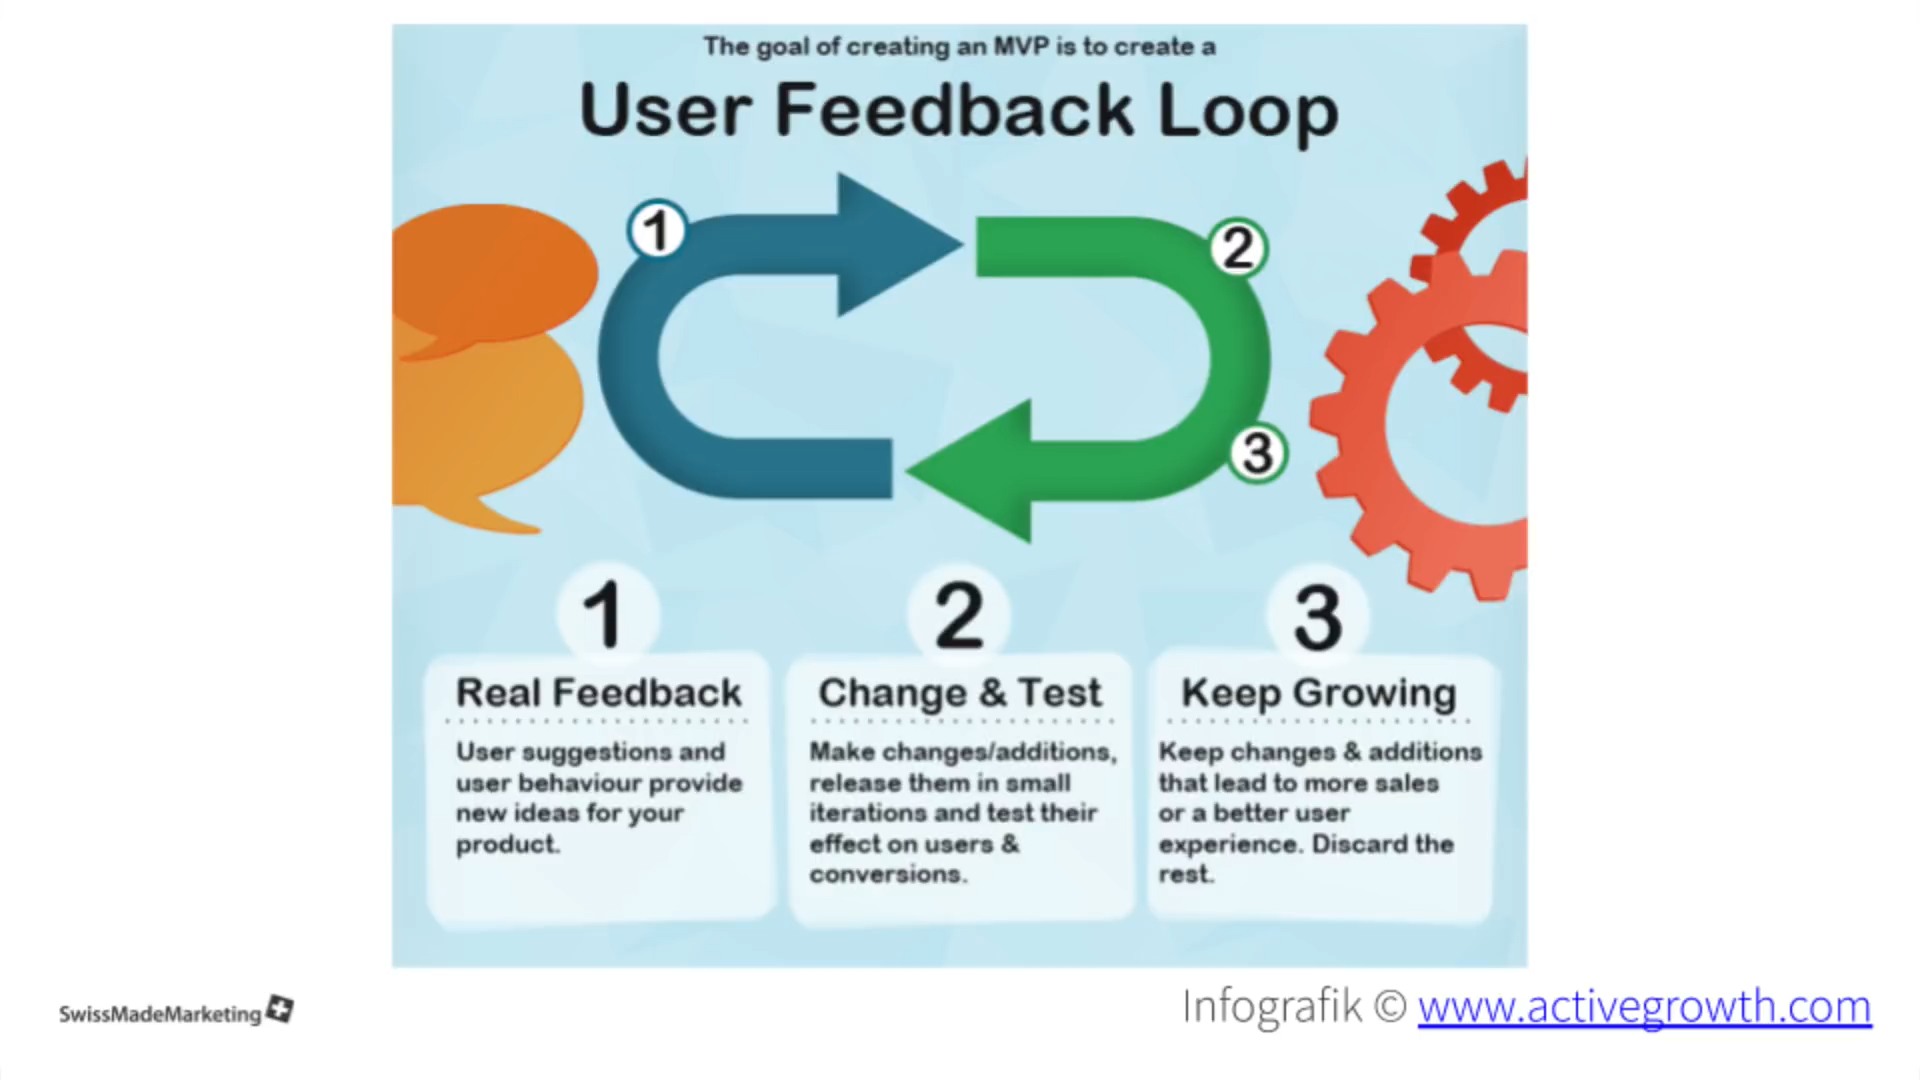 The goal of creating an MVP is to create a
User Feedback Loop
1
2
3
1
Real Feedback
User suggestions and
user behaviour provide
new ideas for your
product.
2
Change & Test
Make changes/additions,
release them in small
iterations and test their
effect on users &
conversions.
3
Keep Growing
Keep changes & additions
that lead to more sales
or a better user
experience. Discard the
rest.
SwissMadeMarketing
Infografik © www.activegrowth.com